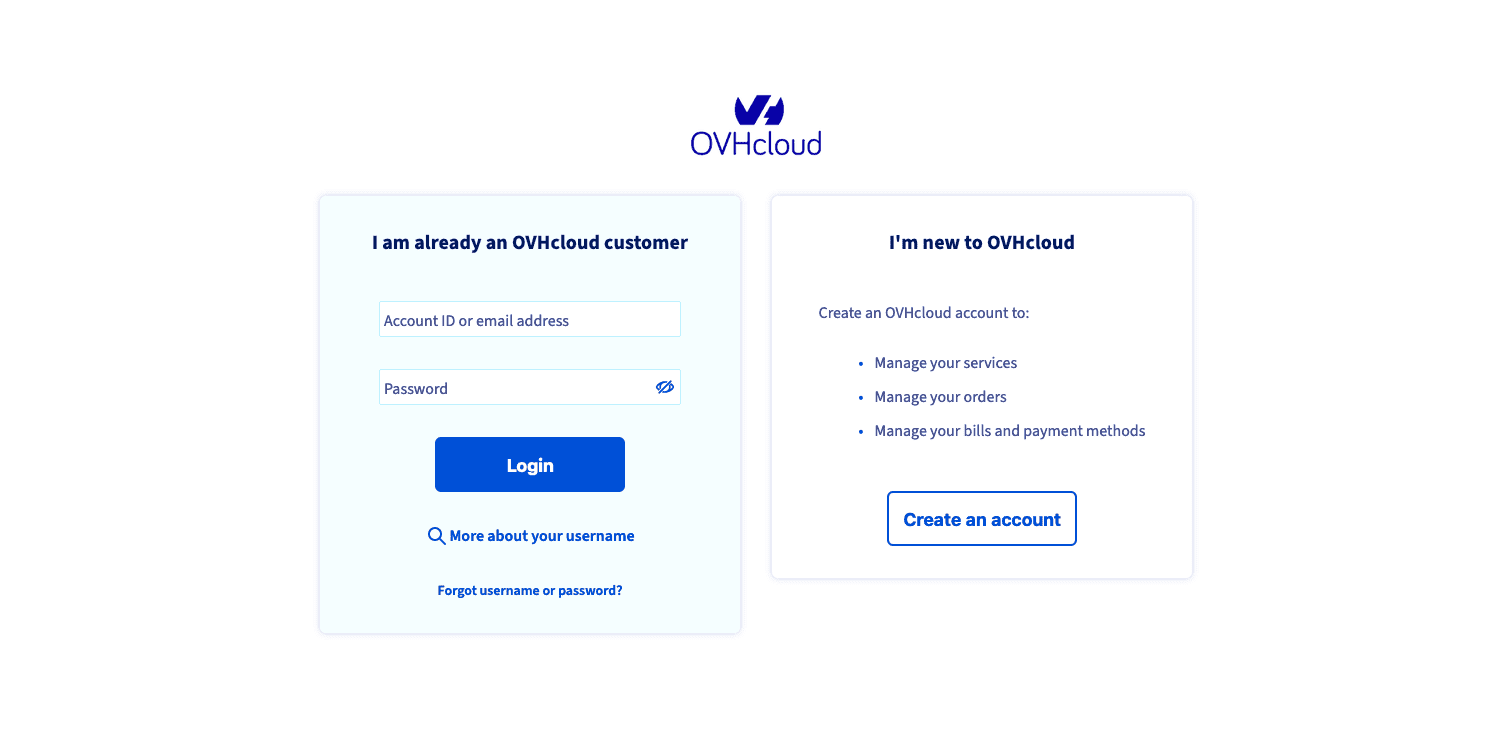 OVHcloud
I am already an OVHcloud customer
Account ID or email address
Password
Login
More about your username
Forgot username or password?
I'm new to OVHcloud
Create an OVHcloud account to:
Manage your services
Manage your orders
Manage your bills and payment methods
Create an account